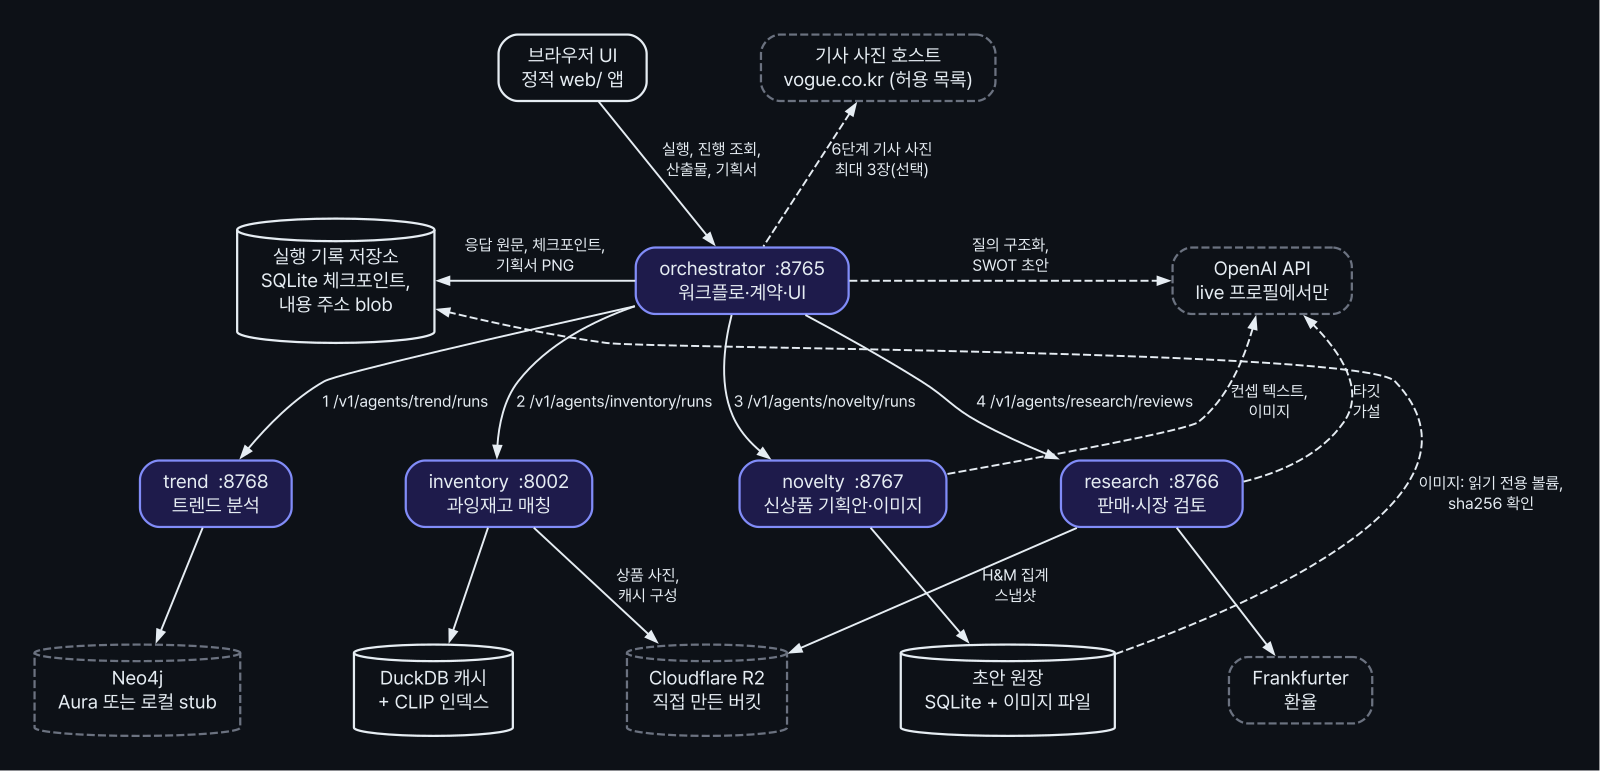 브라우저 UI
정적 web/ 앱
기사 사진 호스트
vogue.co.kr (허용 목록)
실행, 진행 조회,
산출물, 기획서
6단계 기사 사진
최대 3장(선택)
실행 기록 저장소
SQLite 체크포인트,
내용 주소 blob
응답 원문, 체크포인트,
기획서 PNG
orchestrator :8765
워크플로·계약·UI
질의 구조화,
SWOT 초안
OpenAI API
live 프로필에서만
1 /v1/agents/trend/runs
2 /v1/agents/inventory/runs
3 /v1/agents/novelty/runs
4 /v1/agents/research/reviews
컨셉 텍스트,
이미지
타깃
가설
trend :8768
트렌드 분석
inventory :8002
과잉재고 매칭
novelty :8767
신상품 기획안·이미지
research :8766
판매·시장 검토
이미지: 읽기 전용 볼륨,
sha256 확인
상품 사진,
캐시 구성
H&M 집계
스냅샷
Neo4j
Aura 또는 로컬 stub
DuckDB 캐시
+ CLIP 인덱스
Cloudflare R2
직접 만든 버킷
초안 원장
SQLite + 이미지 파일
Frankfurter
환율